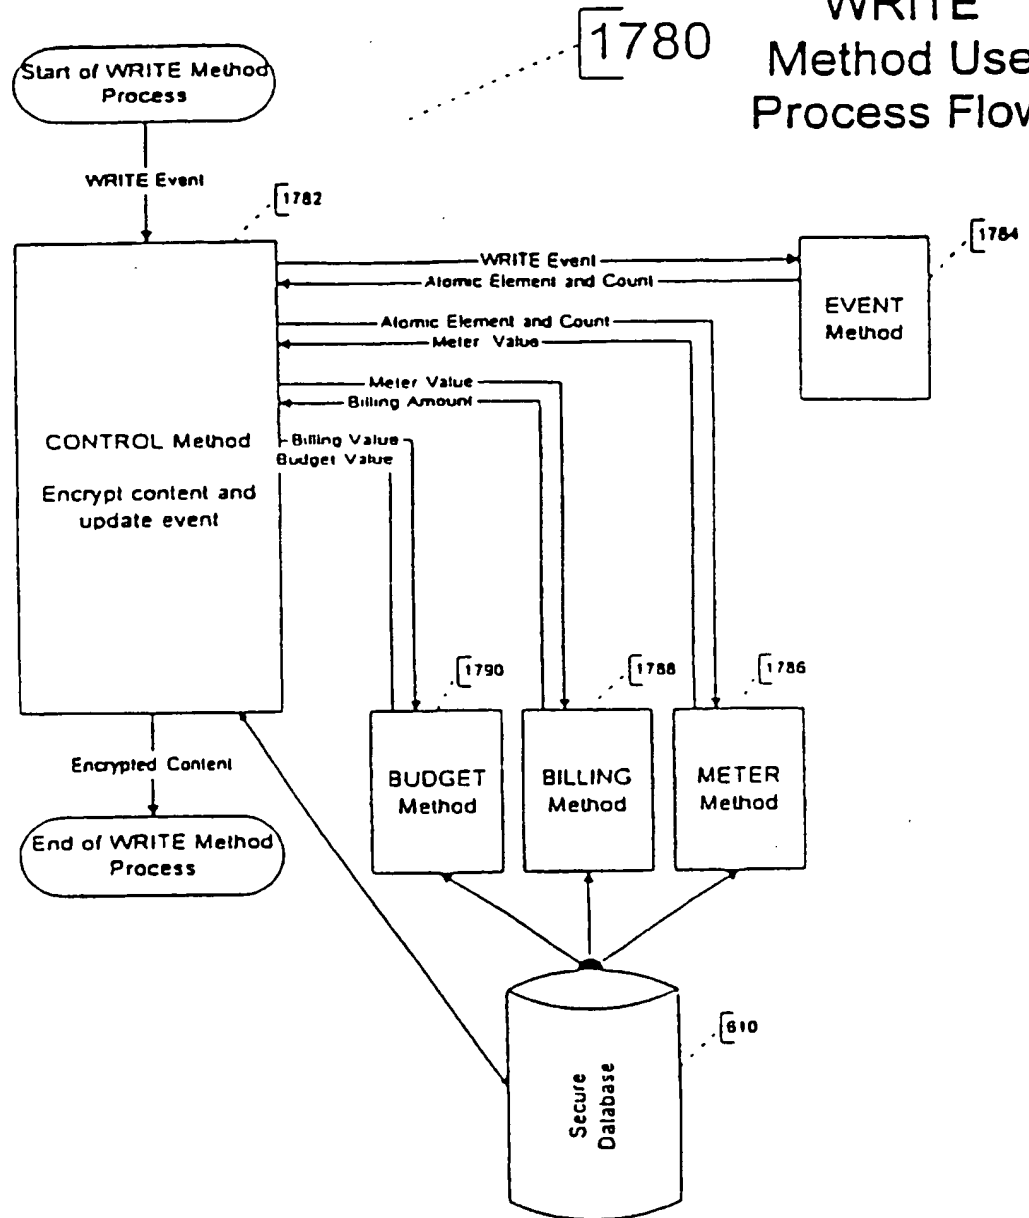 WRITE
1780
Method Use
Process Flow
Start of WRITE Method
Process
WRITE Event
1782
1784
WRITE Event
Atomic Element and Count
EVENT
Method
Atomic Element and Count
Meter Value
Meter Value
Billing Amount
CONTROL Method
Billing Value
Budget Value
Encrypt content and
update event
1790
1788
1786
Encrypted Content
BUDGET
Method
BILLING
Method
METER
Method
End of WRITE Method
Process
610
Secure
Database